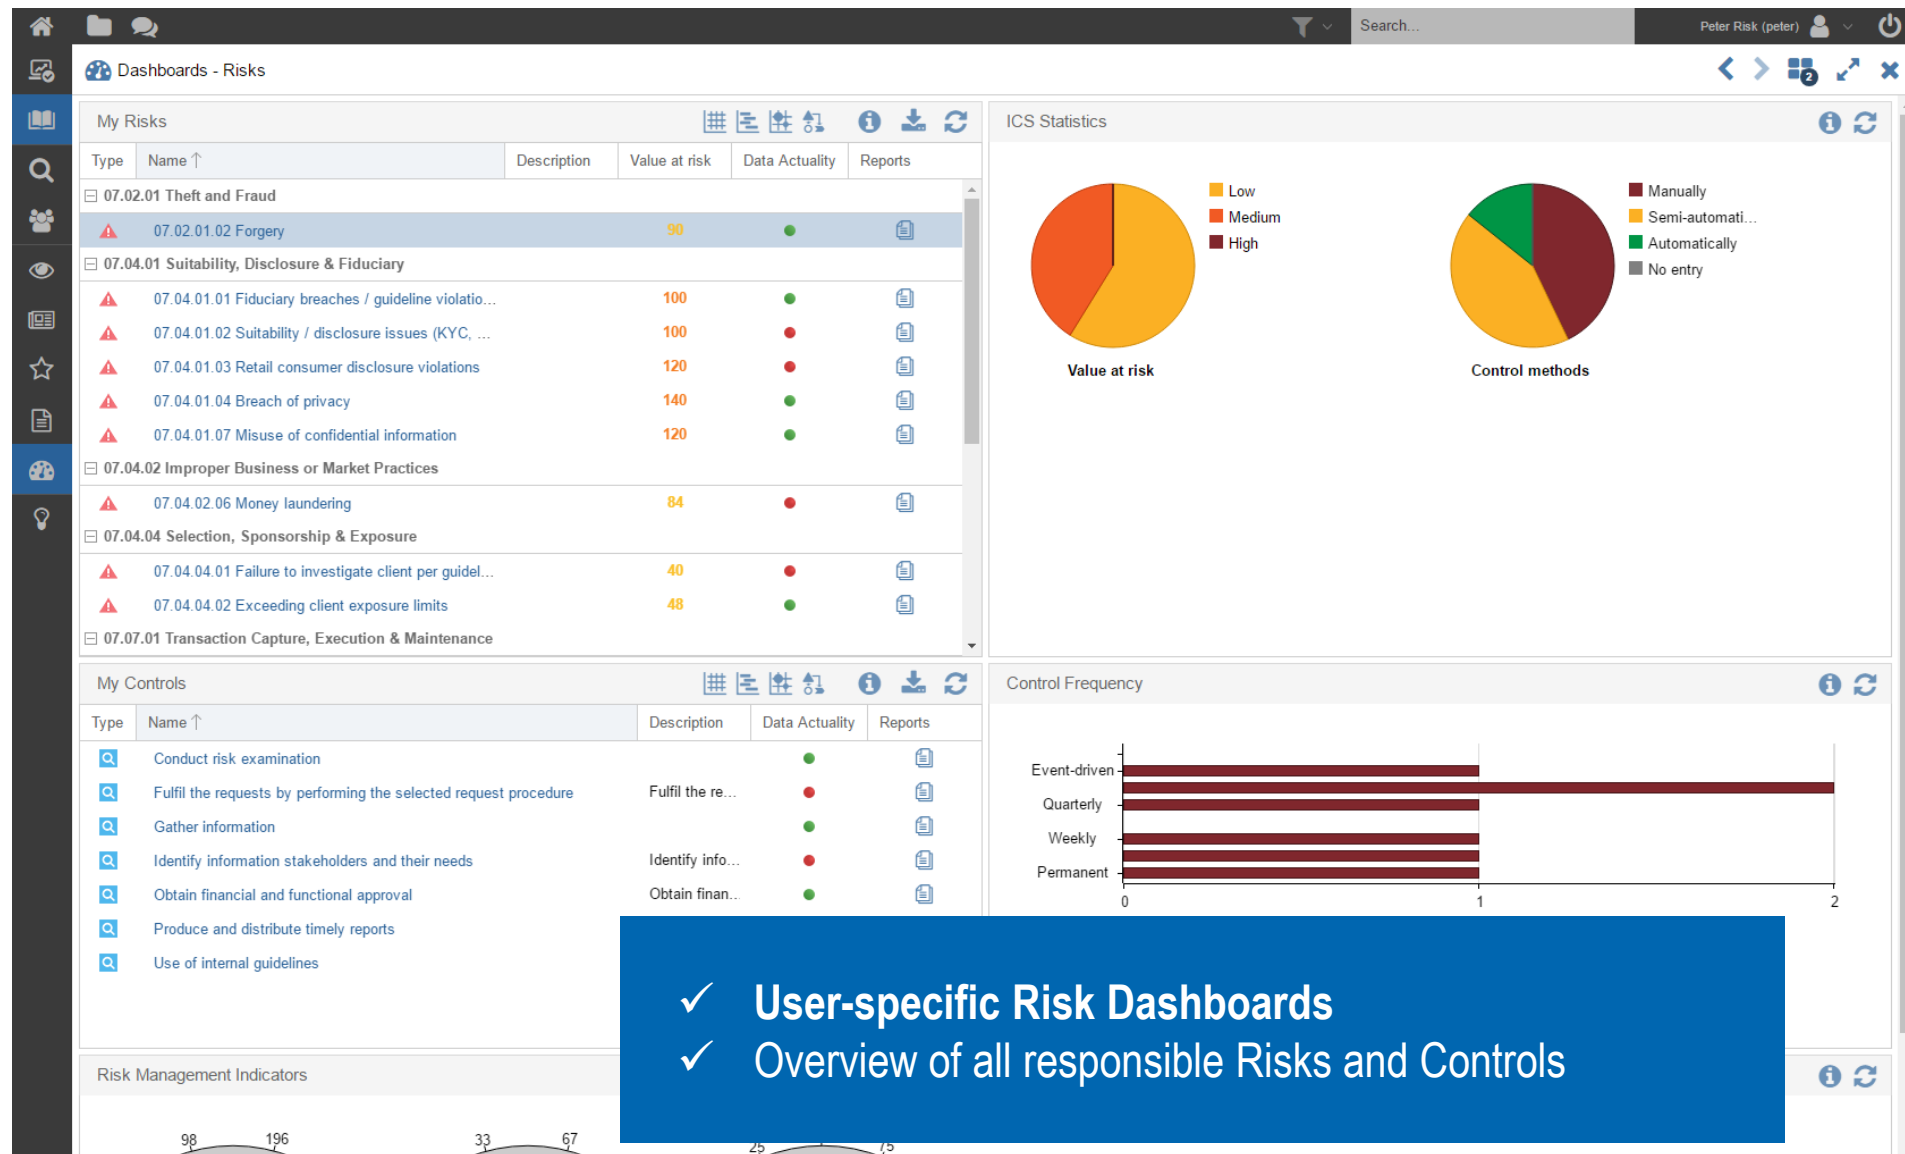 Search...
Peter Risk (peter)
Dashboards - Risks
2
My Risks
Type Name Description Value at risk Data Actuality Reports
07.02.01 Theft and Fraud
07.02.01.02 Forgery 90
07.04.01 Suitability, Disclosure & Fiduciary
07.04.01.01 Fiduciary breaches / guideline violatio... 100
07.04.01.02 Suitability / disclosure issues (KYC, ... 100
07.04.01.03 Retail consumer disclosure violations 120
07.04.01.04 Breach of privacy 140
07.04.01.07 Misuse of confidential information 120
07.04.02 Improper Business or Market Practices
07.04.02.06 Money laundering 84
07.04.04 Selection, Sponsorship & Exposure
07.04.04.01 Failure to investigate client per guidel... 40
07.04.04.02 Exceeding client exposure limits 48
07.07.01 Transaction Capture, Execution & Maintenance
ICS Statistics
Low
Medium
High
Value at risk
Manually
Semi-automati...
Automatically
No entry
Control methods
My Controls
Type Name Description Data Actuality Reports
Conduct risk examination
Fulfil the requests by performing the selected request procedure Fulfil the re...
Gather information
Identify information stakeholders and their needs Identify info...
Obtain financial and functional approval Obtain finan...
Produce and distribute timely reports
Use of internal guidelines
Control Frequency
Event-driven
Quarterly
Weekly
Permanent
0 1 2
✓ User-specific Risk Dashboards
✓ Overview of all responsible Risks and Controls
Risk Management Indicators
98 196 33 67 25 75